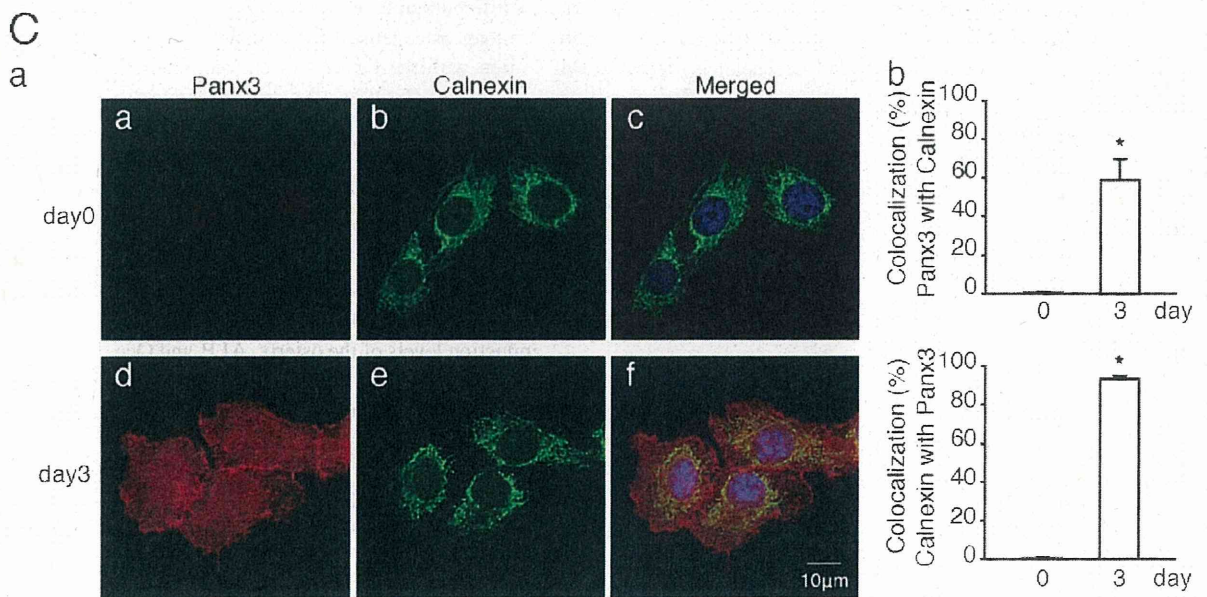 C
a
Panx3
Calnexin
Merged
a
b
c
day0
d
e
f
day3
10µm
b
Colocalization (%)
Panx3 with Calnexin
100
80
60
40
20
0
*
0
3
day
Colocalization (%)
Calnexin with Panx3
100
80
60
40
20
0
*
0
3
day